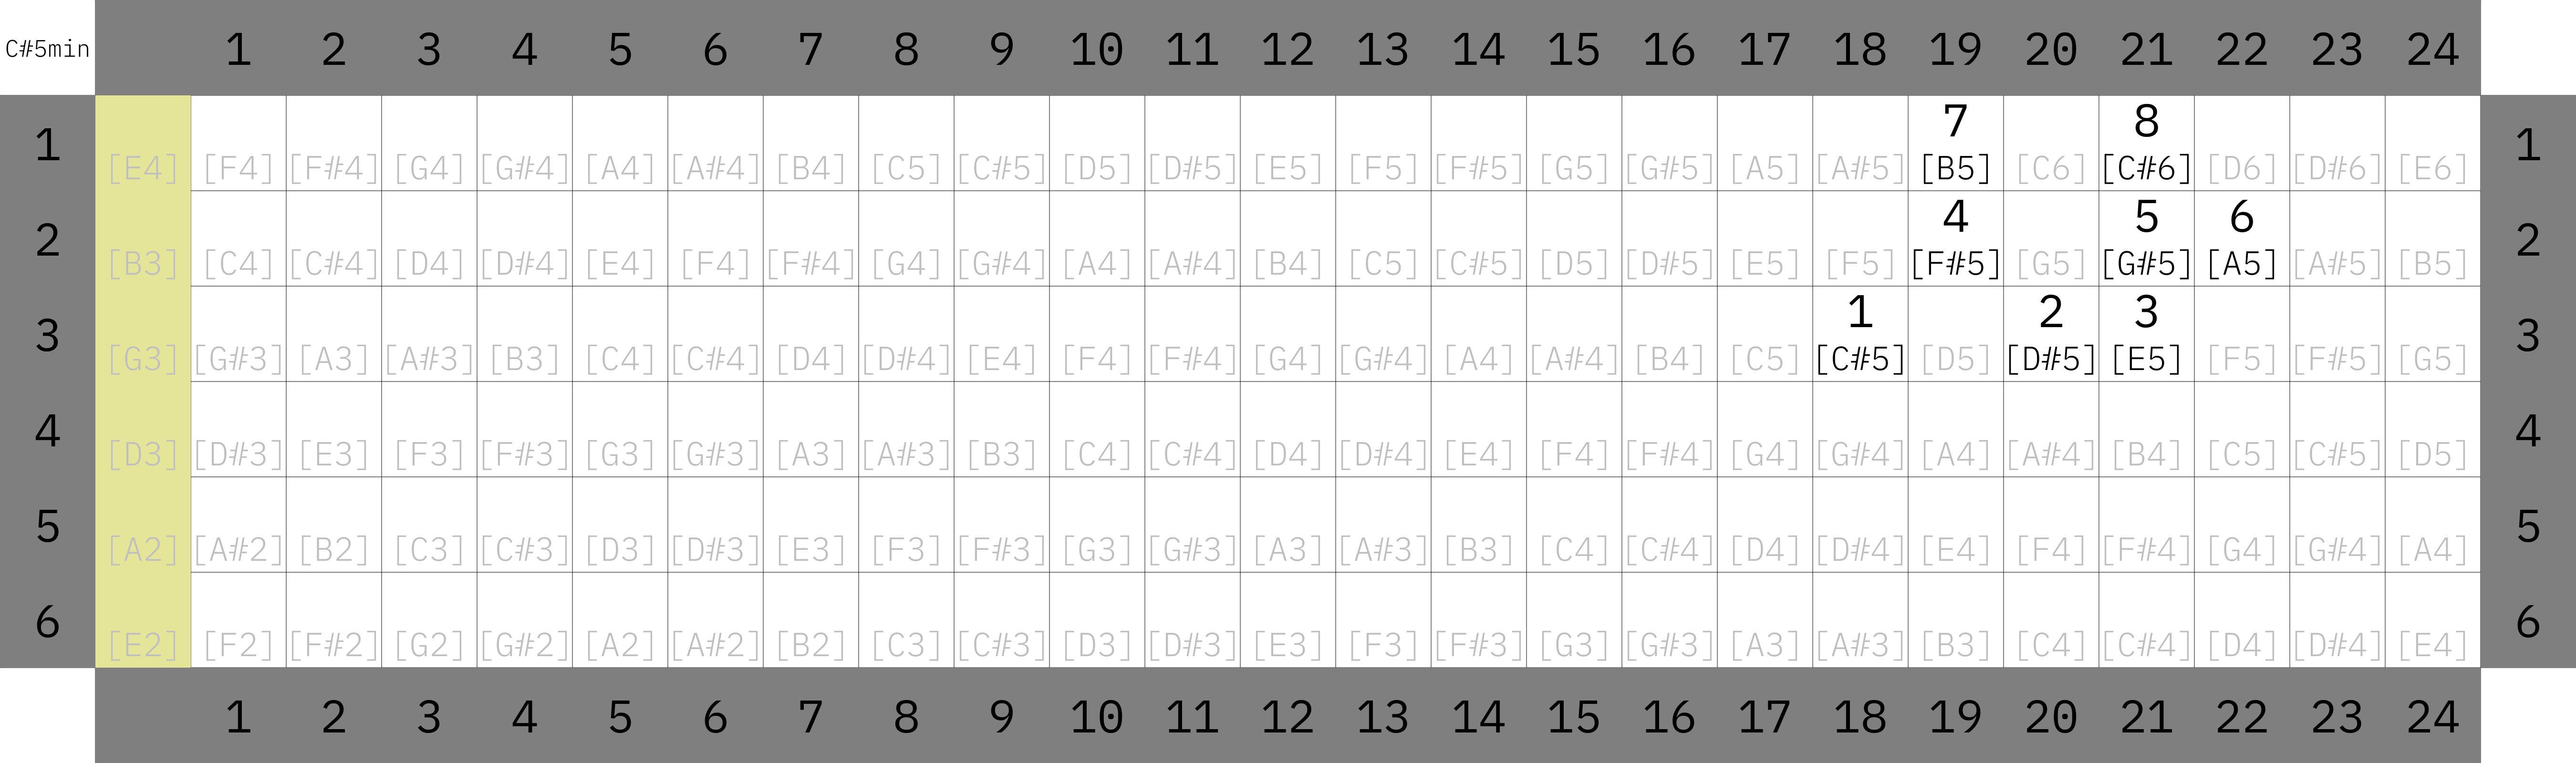 C#5min 1 2 3 4 5 6 7 8 9 10 11 12 13 14 15 16 17 18 19 20 21 22 23 24
7 8
1 [E4] [F4] [F#4] [G4] [G#4] [A4] [A#4] [B4] [C5] [C#5] [D5] [D#5] [E5] [F5] [F#5] [G5] [G#5] [A5] [A#5] [B5] [C6] [C#6] [D6] [D#6] [E6] 1
4 5 6
2 [B3] [C4] [C#4] [D4] [D#4] [E4] [F4] [F#4] [G4] [G#4] [A4] [A#4] [B4] [C5] [C#5] [D5] [D#5] [E5] [F5] [F#5] [G5] [G#5] [A5] [A#5] [B5] 2
1 2 3
3 [G3] [G#3] [A3] [A#3] [B3] [C4] [C#4] [D4] [D#4] [E4] [F4] [F#4] [G4] [G#4] [A4] [A#4] [B4] [C5] [C#5] [D5] [D#5] [E5] [F5] [F#5] [G5] 3
4 [D3] [D#3] [E3] [F3] [F#3] [G3] [G#3] [A3] [A#3] [B3] [C4] [C#4] [D4] [D#4] [E4] [F4] [F#4] [G4] [G#4] [A4] [A#4] [B4] [C5] [C#5] [D5] 4
5 [A2] [A#2] [B2] [C3] [C#3] [D3] [D#3] [E3] [F3] [F#3] [G3] [G#3] [A3] [A#3] [B3] [C4] [C#4] [D4] [D#4] [E4] [F4] [F#4] [G4] [G#4] [A4] 5
6 [E2] [F2] [F#2] [G2] [G#2] [A2] [A#2] [B2] [C3] [C#3] [D3] [D#3] [E3] [F3] [F#3] [G3] [G#3] [A3] [A#3] [B3] [C4] [C#4] [D4] [D#4] [E4] 6
1 2 3 4 5 6 7 8 9 10 11 12 13 14 15 16 17 18 19 20 21 22 23 24